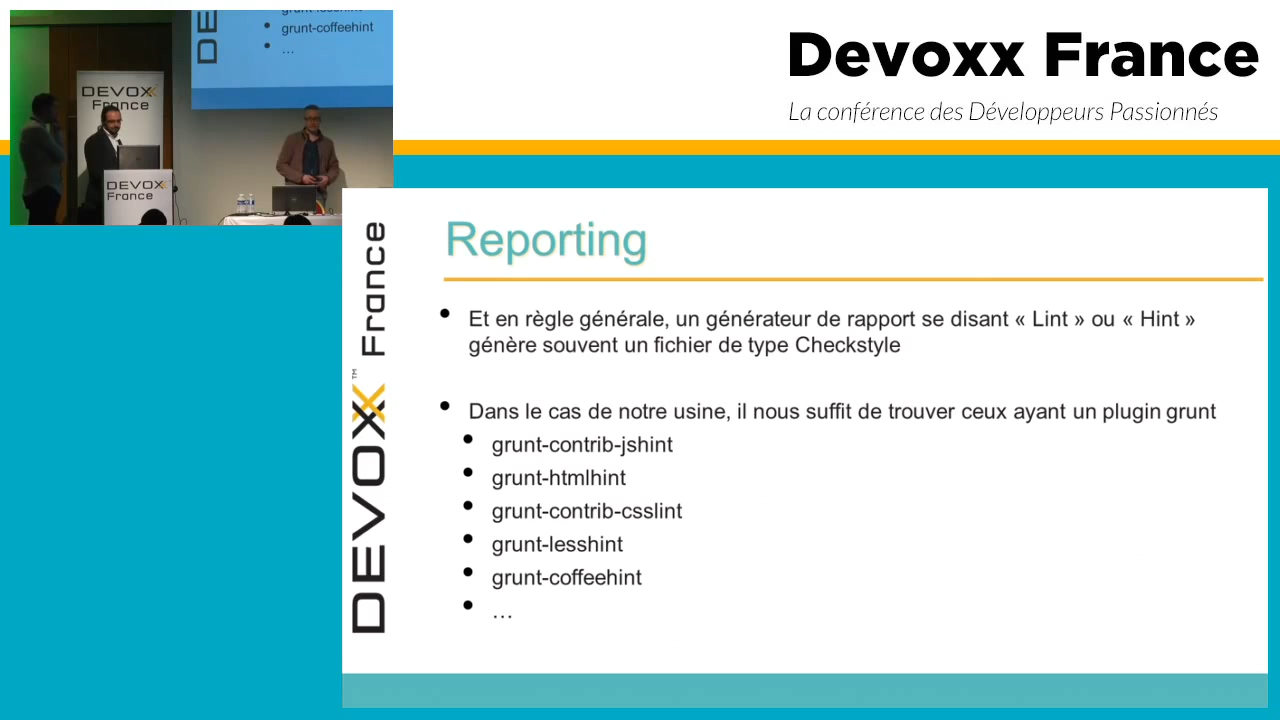 grunt-coffeehint
...
DE
DEVOXX
France
DEVOXX
France
Devoxx France
La conférence des Développeurs Passionnés
DEVOXX™ France
Reporting
Et en règle générale, un générateur de rapport se disant « Lint » ou « Hint »
génère souvent un fichier de type Checkstyle
Dans le cas de notre usine, il nous suffit de trouver ceux ayant un plugin grunt
grunt-contrib-jshint
grunt-htmlhint
grunt-contrib-csslint
grunt-lesshint
grunt-coffeehint
…